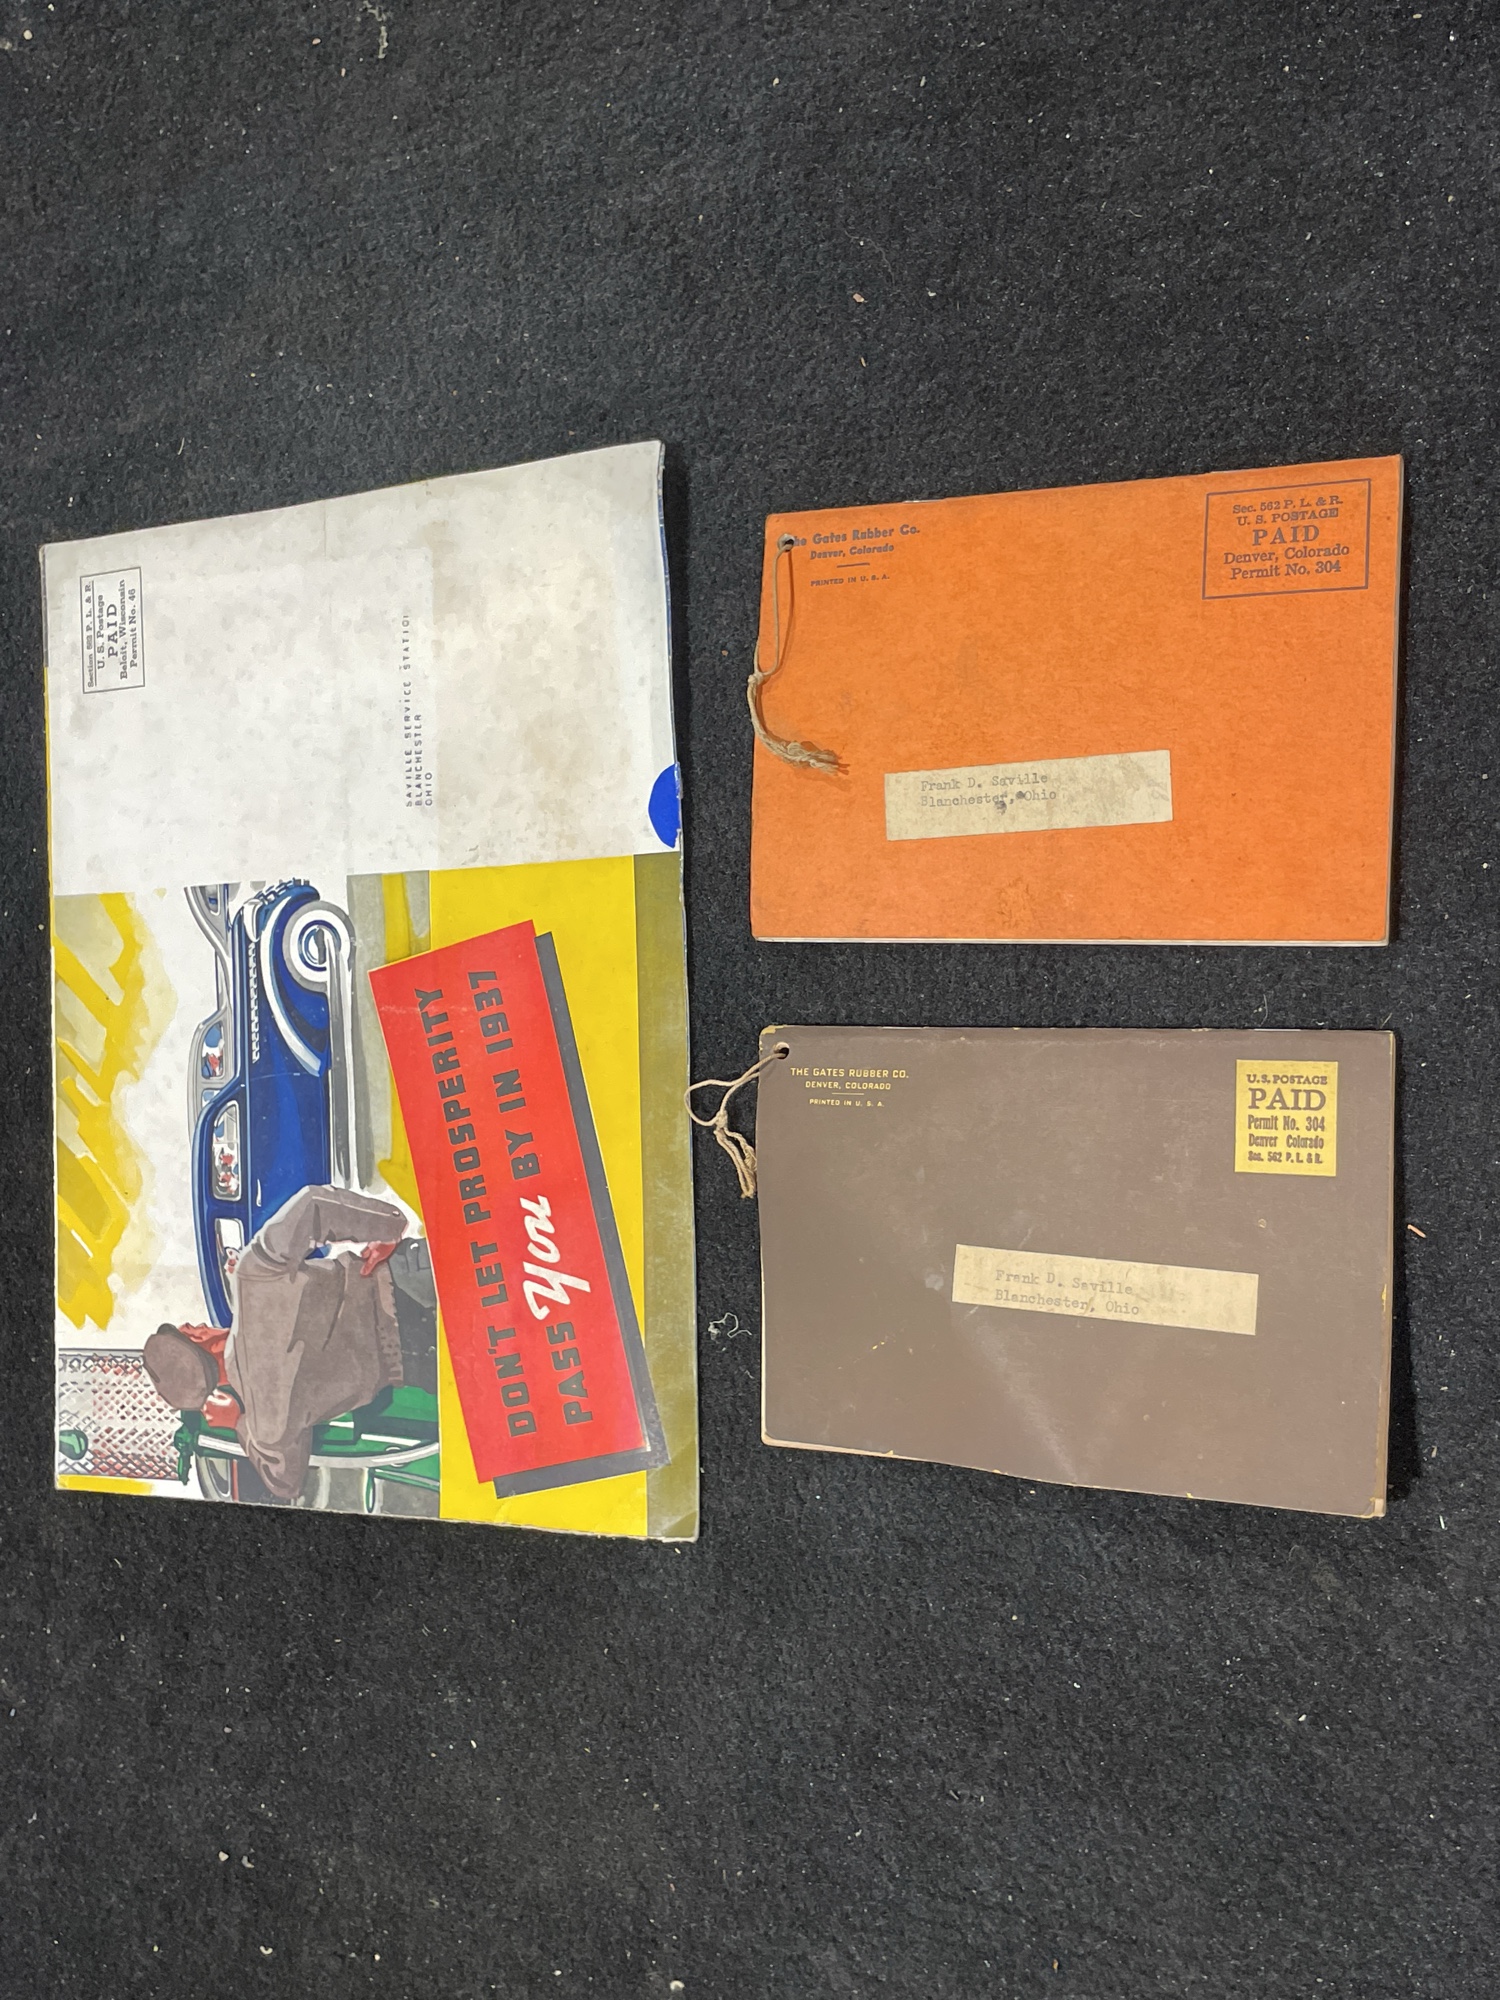 Section 562 P. L. & R.
U. S. Postage
PAID
Beloit, Wisconsin
Permit No. 46
SAVILLE SERVICE STATIO
BLANCHESTER
OHIO
DON'T LET PROSPERITY
PASS You BY IN 1937
The Gates Rubber Co.
Denver, Colorado
PRINTED IN U. S. A.
Sec. 562 P. L. & R.
U. S. POSTAGE
PAID
Denver, Colorado
Permit No. 304
Frank D. Saville
Blanchester, Ohio
THE GATES RUBBER CO.
DENVER, COLORADO
PRINTED IN U. S. A.
U.S. POSTAGE
PAID
Permit No. 304
Denver Colorado
Sec. 562 P. L. & R.
Frank D. Saville
Blanchester, Ohio